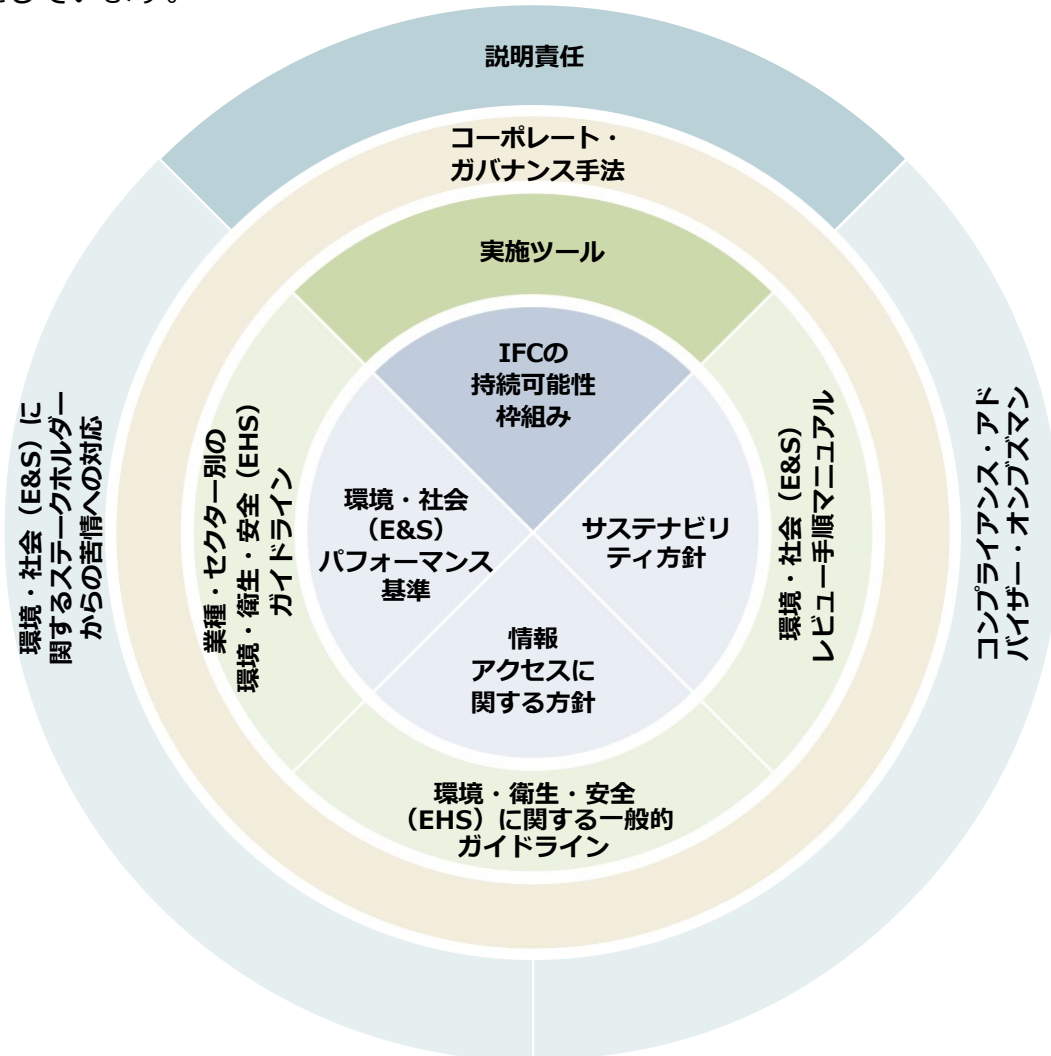 にしています。
説明責任
コーポレート・
ガバナンス手法
実施ツール
IFCの
持続可能性
枠組み
環境・社会(E&S)に
関するステークホルダー
からの苦情への対応
業種・セクター別の
環境・衛生・安全(EHS)
ガイドライン
環境・社会
(E&S)
パフォーマンス
基準
サステナビリ
ティ方針
環境・社会(E&S)
レビュー手順マニュアル
コンプライアンス・アド
バイザー・オンブズマン
情報
アクセスに
関する方針
環境・衛生・安全
(EHS)に関する一般的
ガイドライン